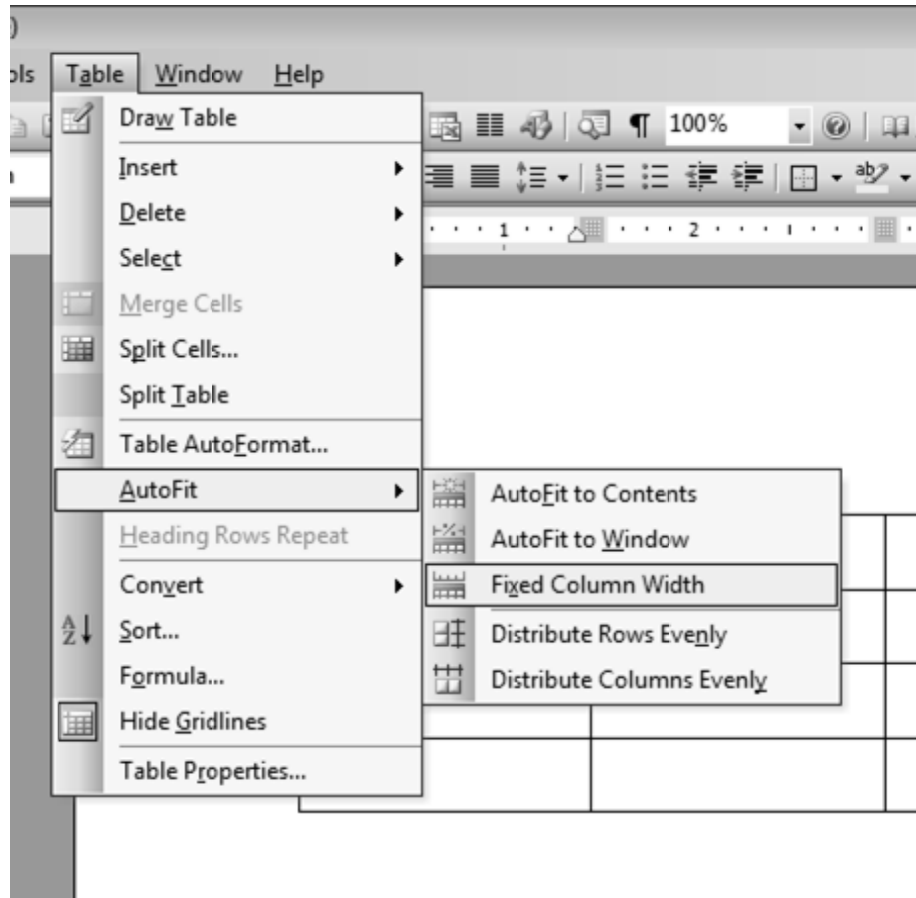 )
ols Table Window Help
Draw Table
100%
Insert
Delete
1 2
Select
Merge Cells
Split Cells...
Split Table
Table AutoFormat...
AutoFit
AutoFit to Contents
Heading Rows Repeat
AutoFit to Window
Convert
Fixed Column Width
Sort...
Distribute Rows Evenly
Formula...
Distribute Columns Evenly
Hide Gridlines
Table Properties...